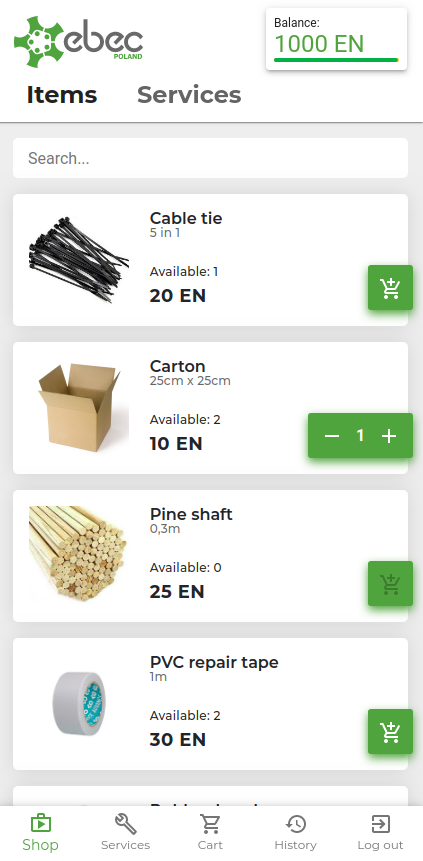 ebec
POLAND
Balance:
1000 EN
Items
Services
Search...
Cable tie
5 in 1
Available: 1
20 EN
Carton
25cm x 25cm
Available: 2
10 EN
1
Pine shaft
0,3m
Available: 0
25 EN
PVC repair tape
1m
Available: 2
30 EN
Shop
Services
Cart
History
Log out